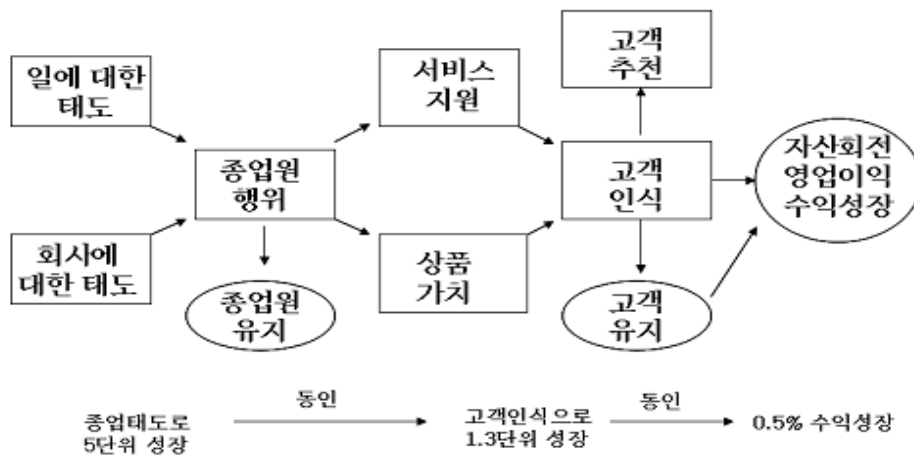 일에 대한
태도
회사에
대한 태도
종업원
행위
종업원
유지
서비스
지원
상품
가치
고객
추천
고객
인식
고객
유지
자산회전
영업이익
수익성장
종업태도로
5단위 성장
동인
고객인식으로
1.3단위 성장
동인
0.5% 수익성장